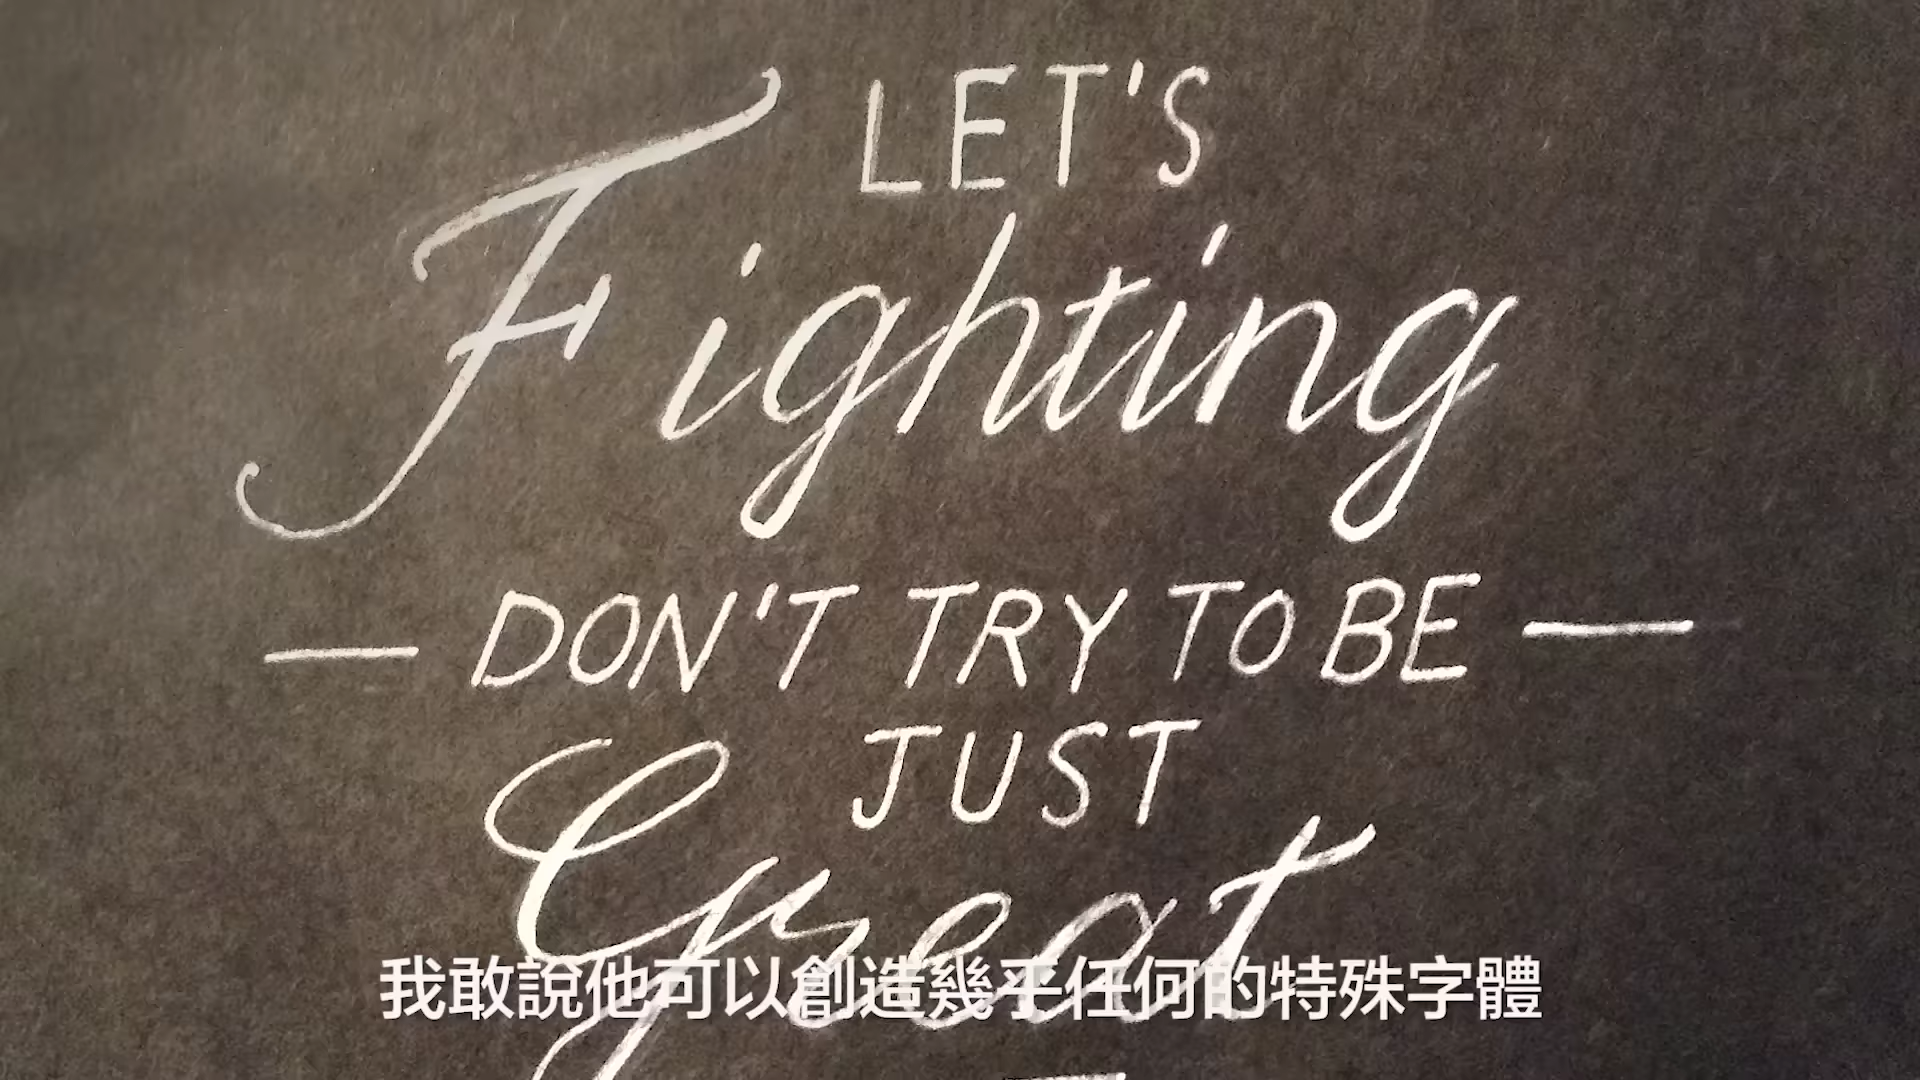 LET'S
Fighting
— DON'T TRY TO BE —
JUST
Great
我敢說他可以創造幾乎任何的特殊字體